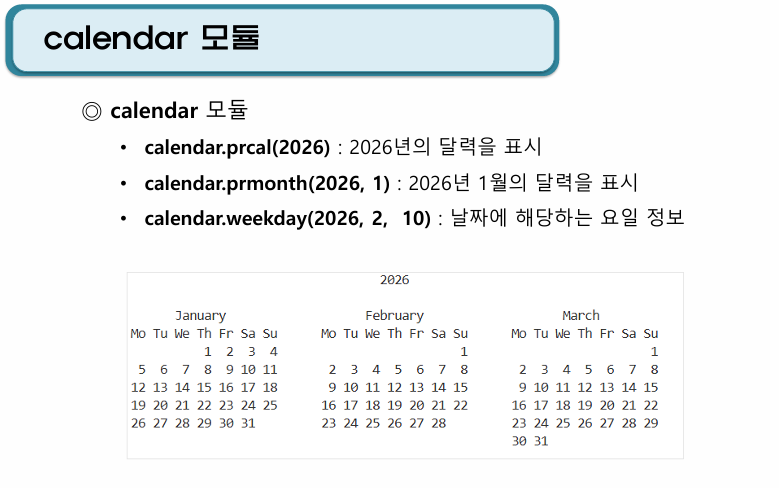 calendar 모듈
◎ calendar 모듈
• calendar.prcal(2026) : 2026년의 달력을 표시
• calendar.prmonth(2026, 1) : 2026년 1월의 달력을 표시
• calendar.weekday(2026, 2,  10) : 날짜에 해당하는 요일 정보
                                  2026

      January                   February                   March
Mo Tu We Th Fr Sa Su      Mo Tu We Th Fr Sa Su      Mo Tu We Th Fr Sa Su
          1  2  3  4                         1                         1
 5  6  7  8  9 10 11       2  3  4  5  6  7  8       2  3  4  5  6  7  8
12 13 14 15 16 17 18       9 10 11 12 13 14 15       9 10 11 12 13 14 15
19 20 21 22 23 24 25      16 17 18 19 20 21 22      16 17 18 19 20 21 22
26 27 28 29 30 31         23 24 25 26 27 28         23 24 25 26 27 28 29
                                                    30 31